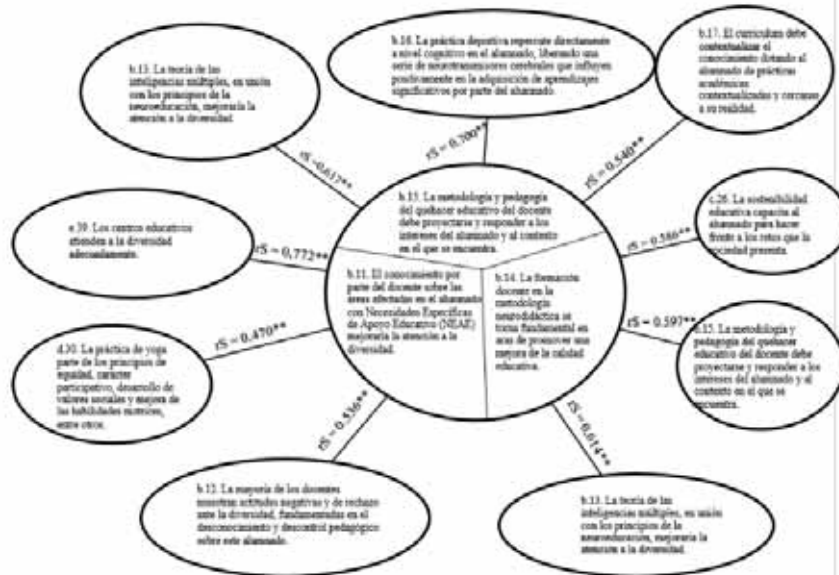 b.16. La práctica deportiva repercute directamente
a nivel cognitivo en el alumnado, liberando una
serie de neurotransmisores cerebrales que influyen
positivamente en la adquisición de aprendizajes
significativos por parte del alumnado.
b.13. La teoría de las
inteligencias múltiples, en unión
con los principios de la
neuroeducación, mejoraría la
atención a la diversidad.
b.17. El curriculum debe
contextualizar el
conocimiento dotando al
alumnado de prácticas
académicas
contextualizadas y cercanas
a su realidad.
rS =0,617**
rS = 0,700**
rS = 0.540**
b.15. La metodología y pedagogía
del quehacer educativo del docente
debe proyectarse y responder a los
intereses del alumnado y al contexto
en el que se encuentra.
e.39. Los centros educativos
atienden a la diversidad
adecuadamente.
rS = 0,772**
c.26. La sostenibilidad
educativa capacita al
alumnado para hacer
frente a los retos que la
sociedad presenta.
rS = 0.586**
b.11. El conocimiento por
parte del docente sobre las
áreas afectadas en el alumnado
con Necesidades Específicas
de Apoyo Educativo (NEAE)
mejoraría la atención a la
diversidad.
b.14. La formación
docente en la
metodología
neurodidáctica se
torna fundamental en
aras de promover una
mejora de la calidad
educativa.
d.30. La práctica de yoga
parte de los principios de
equidad, carácter
participativo, desarrollo de
valores sociales y mejora de
las habilidades motrices,
entre otros.
rS = 0,470**
rS = 0.597**
b.15. La metodología y
pedagogía del quehacer
educativo del docente debe
proyectarse y responder a los
intereses del alumnado y al
contexto en el que se
encuentra.
rS = 0,536**
rS = 0,614**
b.12. La mayoría de los docentes
muestran actitudes negativas y de rechazo
ante la diversidad, fundamentadas en el
desconocimiento y descontrol pedagógico
sobre este alumnado.
b.13. La teoría de las
inteligencias múltiples, en unión
con los principios de la
neuroeducación, mejoraría la
atención a la diversidad.